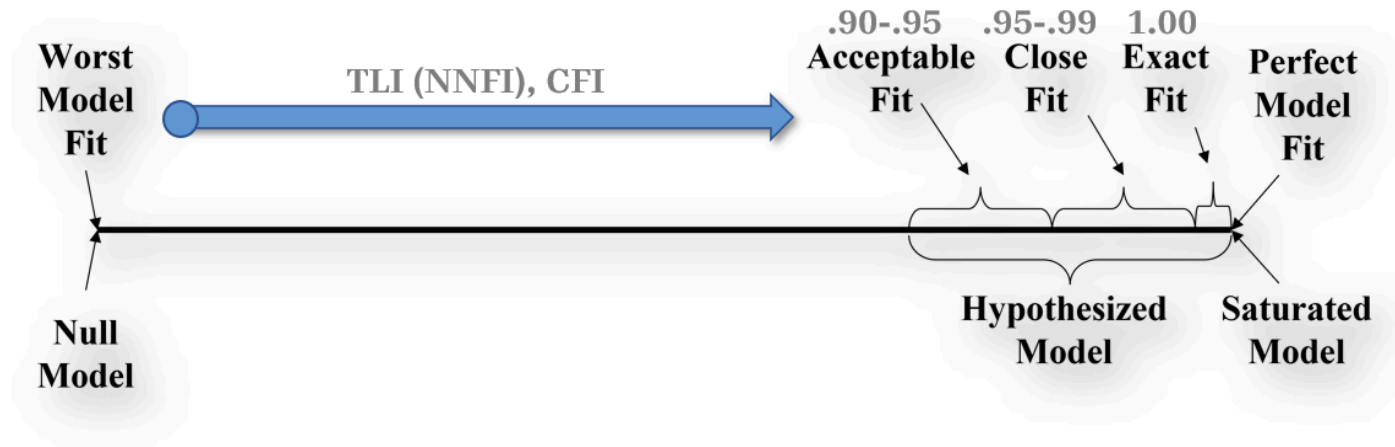 .90-.95 .95-.99 1.00
Worst
Model
Fit
TLI (NNFI), CFI
Acceptable
Fit
Close
Fit
Exact
Fit
Perfect
Model
Fit
Null
Model
Hypothesized
Model
Saturated
Model